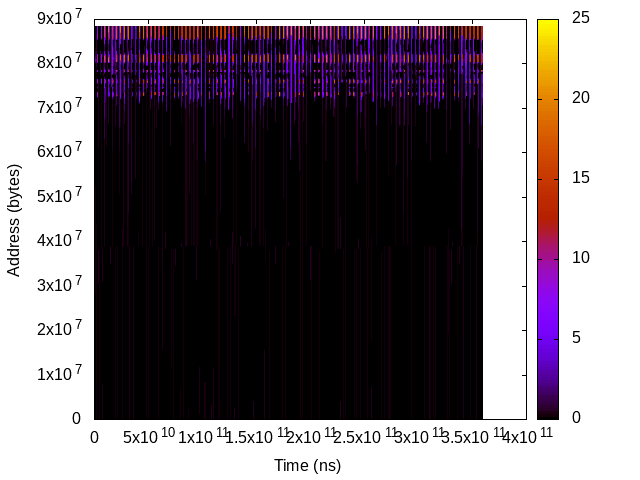 9x10 7
8x10 7
7x10 7
6x10 7
5x10 7
4x10 7
3x10 7
2x10 7
1x10 7
0
Address (bytes)
0 5x10 10 1x10 11 1.5x10 11 2x10 11 2.5x10 11 3x10 11 3.5x10 11 4x10 11
Time (ns)
25
20
15
10
5
0